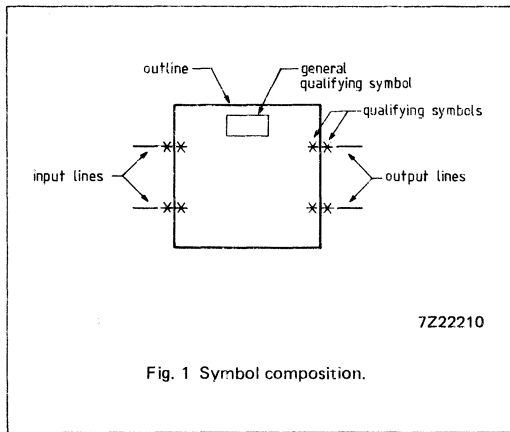 outline
general
qualifying symbol
qualifying symbols
input lines
output lines
7Z22210
Fig. 1 Symbol composition.